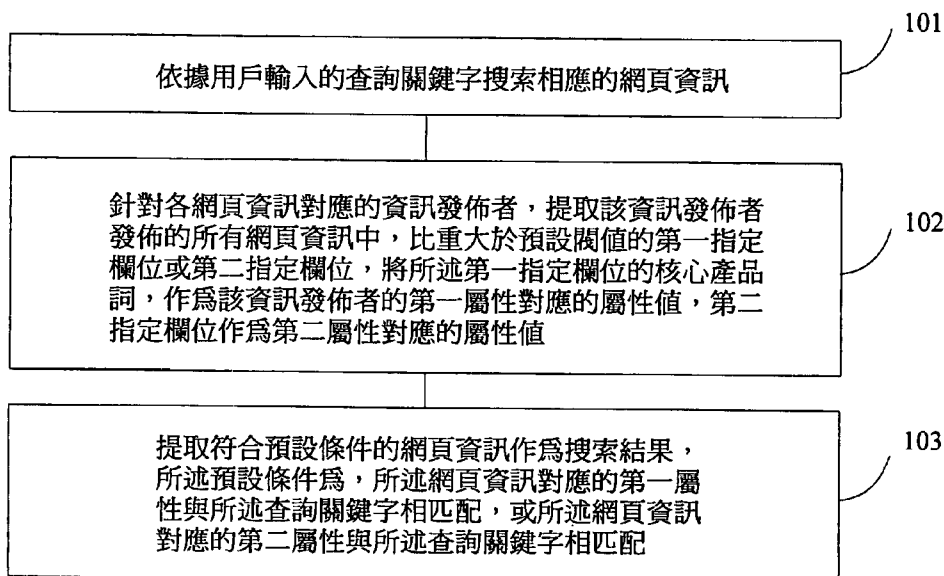 101
依據用戶輸入的查詢關鍵字搜索相應的網頁資訊
針對各網頁資訊對應的資訊發佈者，提取該資訊發佈者
發佈的所有網頁資訊中，比重大於預設閥值的第一指定
欄位或第二指定欄位，將所述第一指定欄位的核心產品
詞，作爲該資訊發佈者的第一屬性對應的屬性值，第二
指定欄位作爲第二屬性對應的屬性值
102
提取符合預設條件的網頁資訊作爲搜索結果，
所述預設條件爲，所述網頁資訊對應的第一屬
性與所述查詢關鍵字相匹配，或所述網頁資訊
對應的第二屬性與所述查詢關鍵字相匹配
103